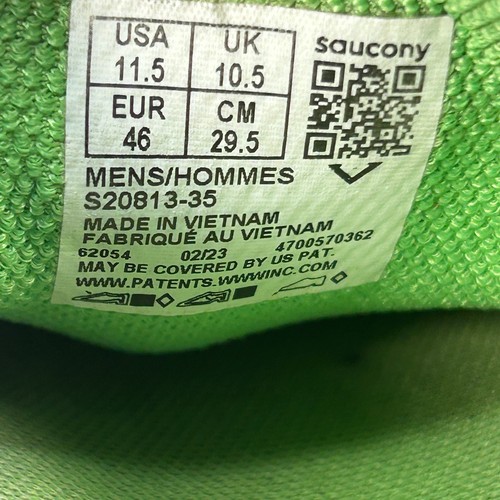 USA UK saucony
11.5 10.5
EUR CM
46 29.5
MENS/HOMMES
S20813-35
MADE IN VIETNAM
FABRIQUÉ AU VIETNAM
62054 02/23 4700570362
MAY BE COVERED BY US PAT.
WWW.PATENTS.WWWINC.COM